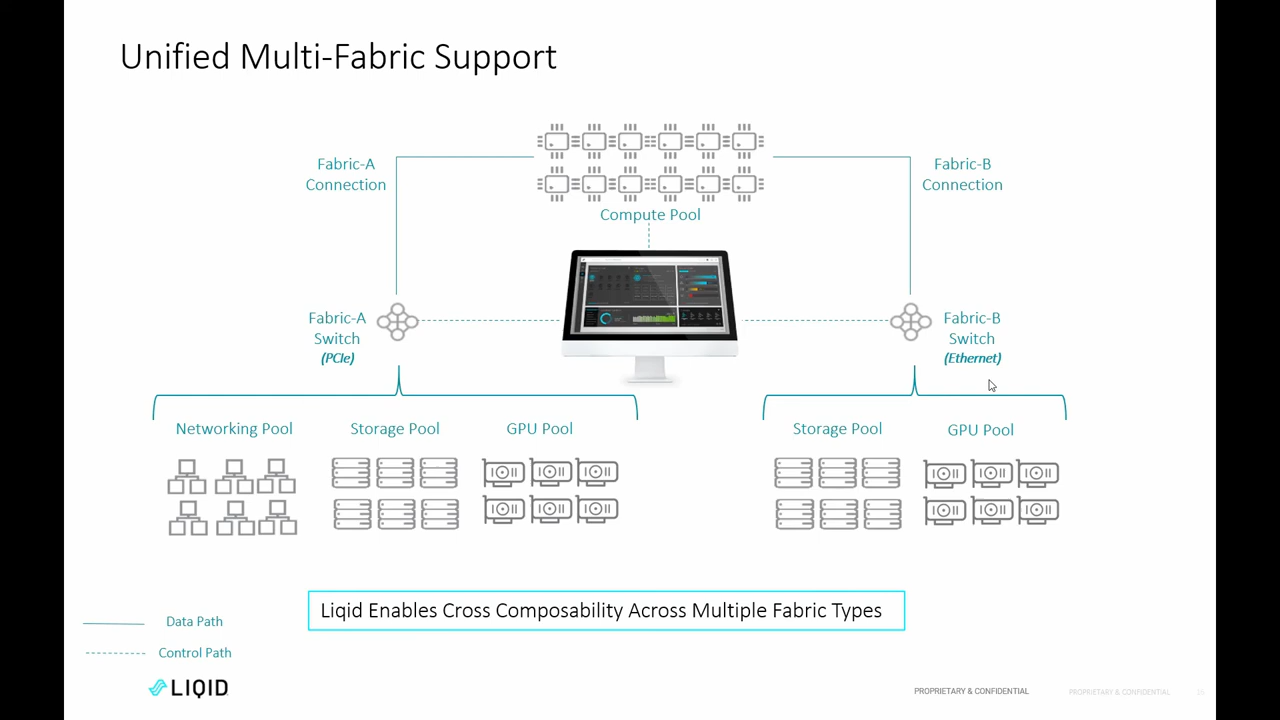 Unified Multi-Fabric Support
Fabric-A
Connection
Fabric-B
Connection
Compute Pool
Fabric-A
Switch
(PCIe)
Fabric-B
Switch
(Ethernet)
Networking Pool
Storage Pool
GPU Pool
Storage Pool
GPU Pool
Liqid Enables Cross Composability Across Multiple Fabric Types
Data Path
Control Path
LIQID
PROPRIETARY & CONFIDENTIAL
PROPRIETARY & CONFIDENTIAL